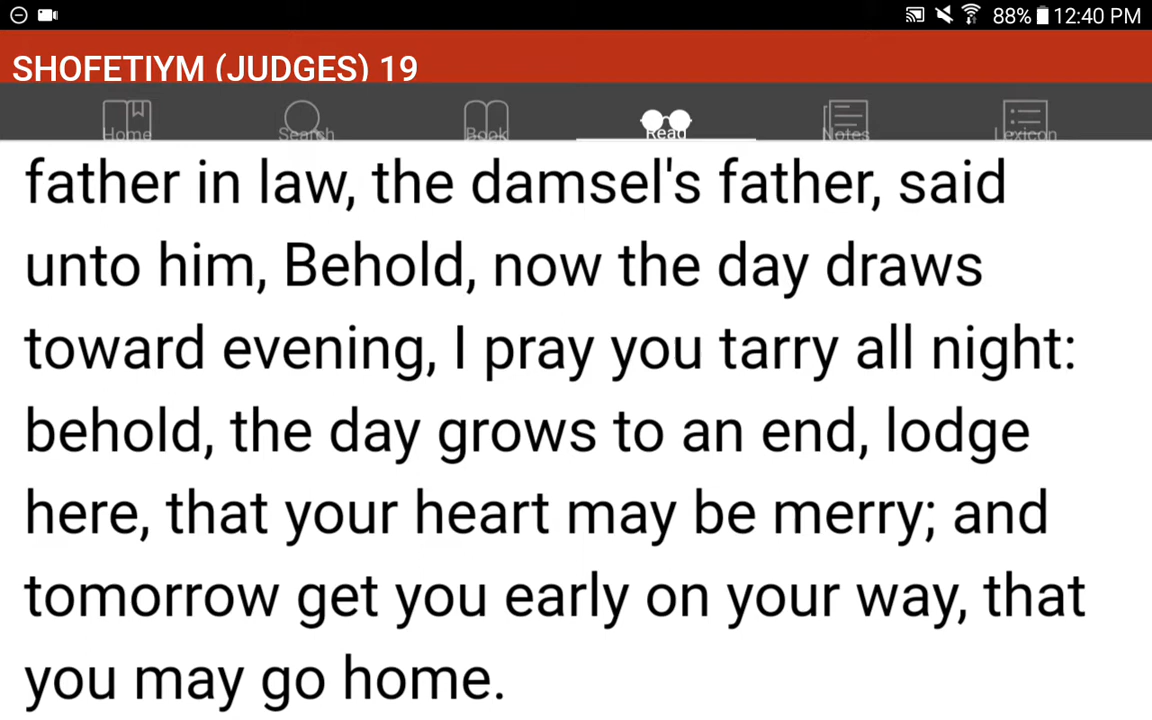 88% 12:40 PM
SHOFETIYM (JUDGES) 19
Home Search Book Read Notes Lexicon
father in law, the damsel's father, said
unto him, Behold, now the day draws
toward evening, I pray you tarry all night:
behold, the day grows to an end, lodge
here, that your heart may be merry; and
tomorrow get you early on your way, that
you may go home.